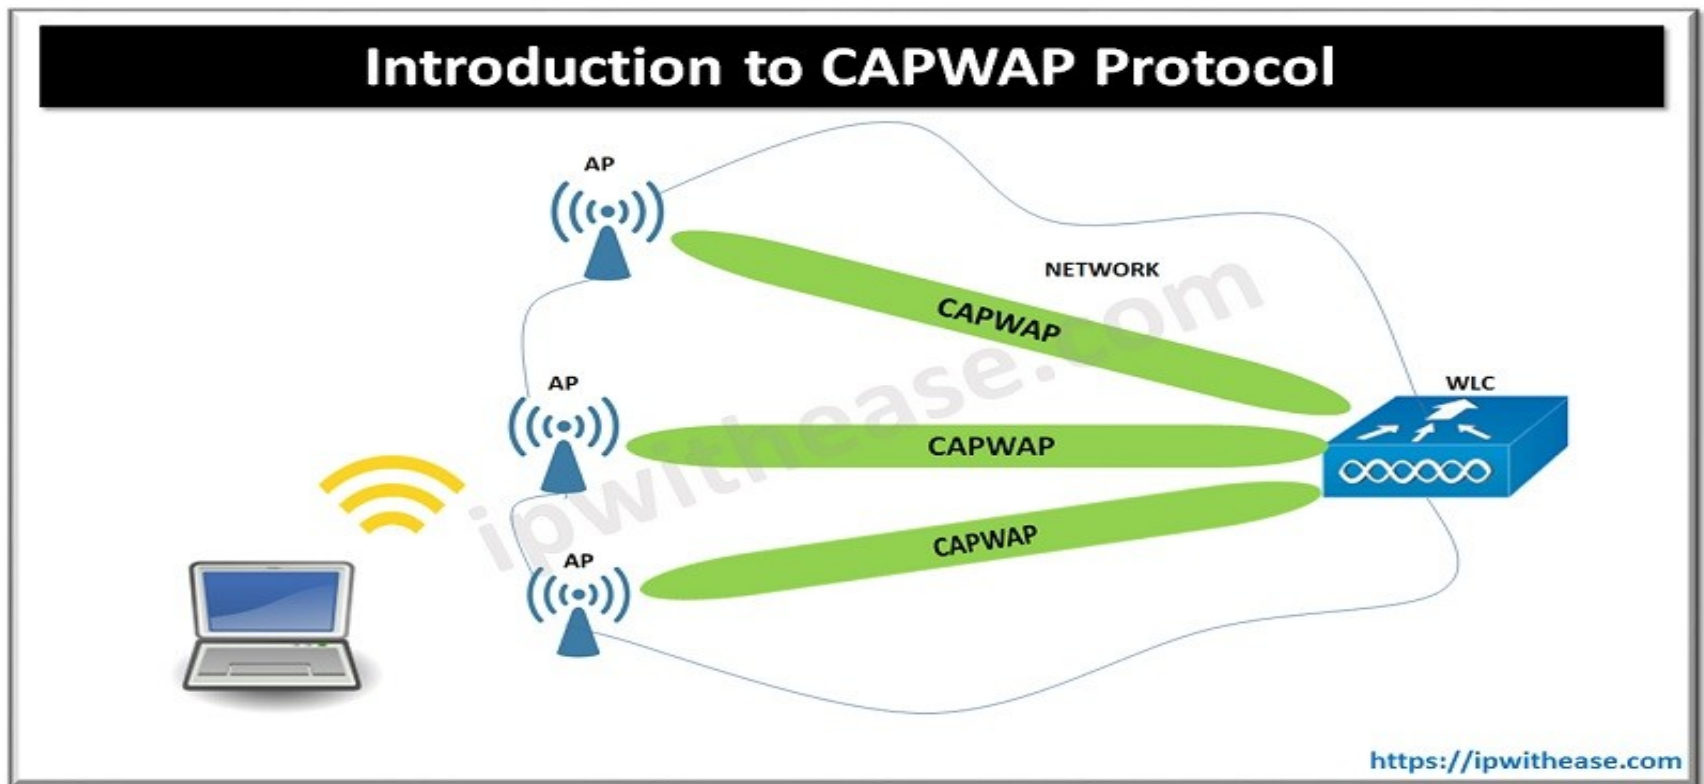 Introduction to CAPWAP Protocol
AP
NETWORK
CAPWAP
AP
WLC
CAPWAP
CAPWAP
AP
ipwithease.com
https://ipwithease.com